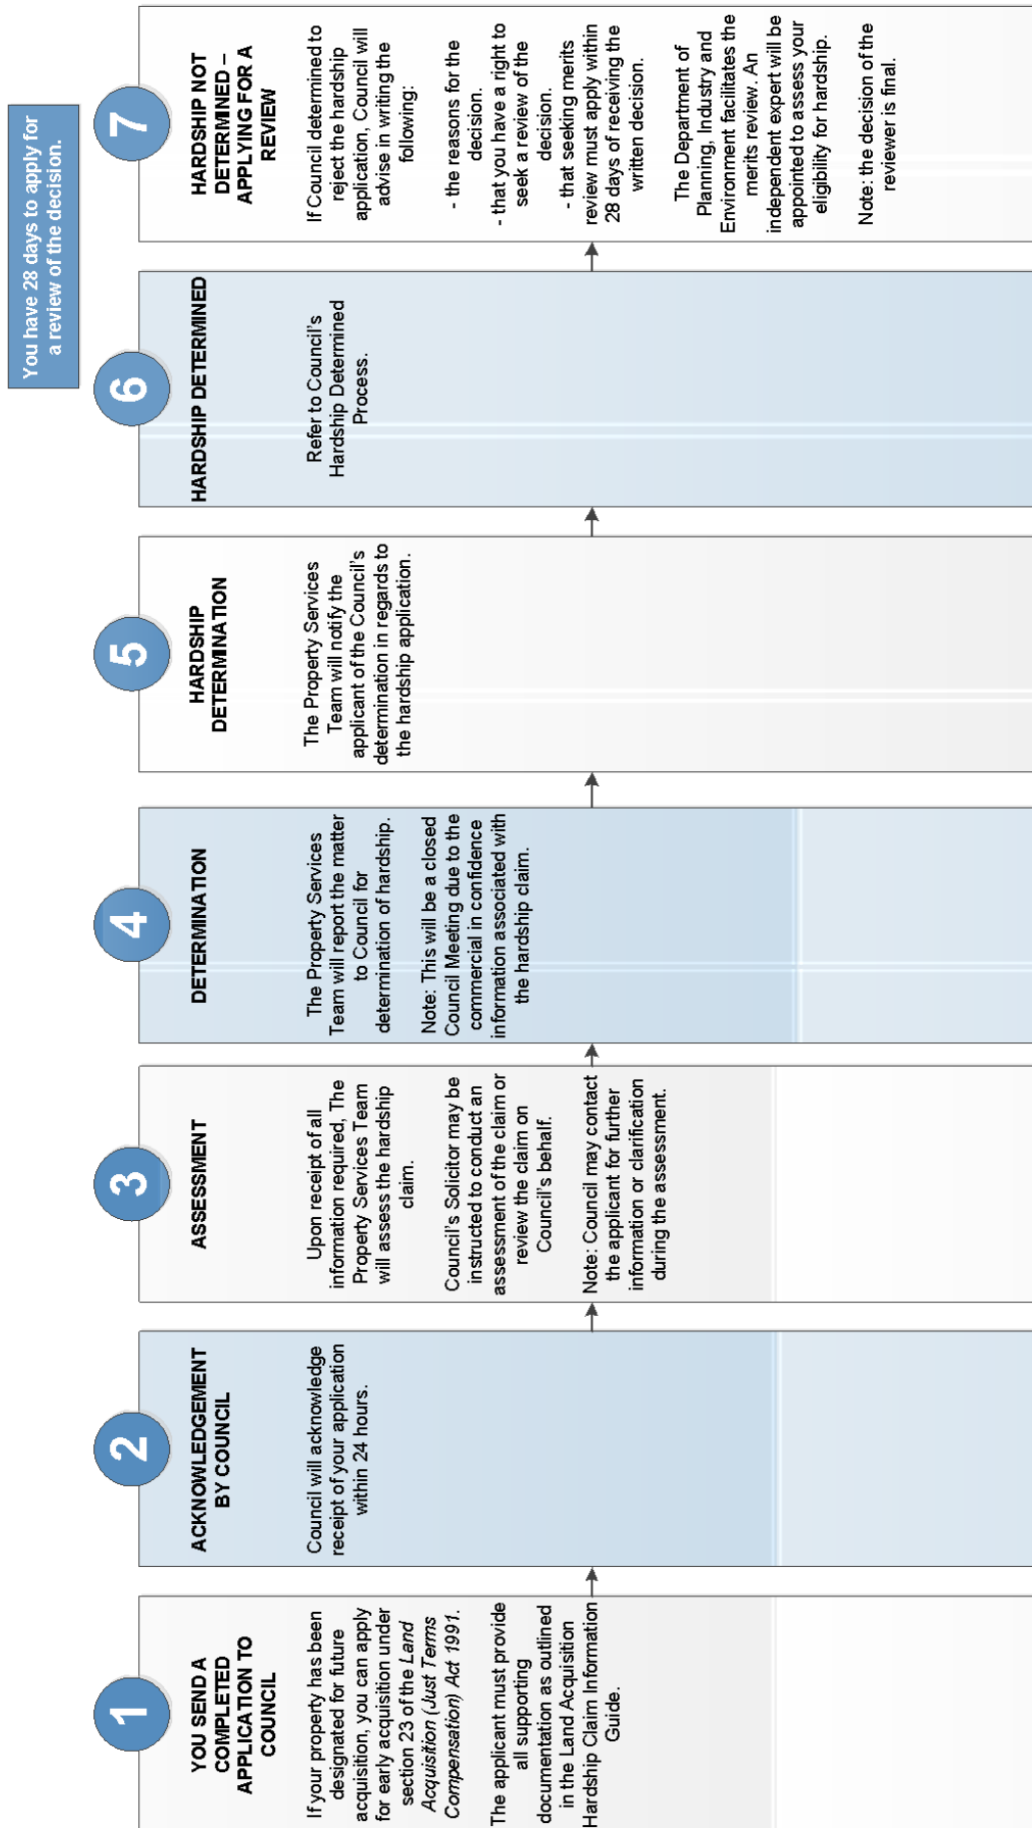 You have 28 days to apply for
a review of the decision.
1
YOU SEND A
COMPLETED
APPLICATION TO
COUNCIL
If your property has been
designated for future
acquisition, you can apply
for early acquisition under
section 23 of the Land
Acquisition (Just Terms
Compensation) Act 1991.
The applicant must provide
all supporting
documentation as outlined
in the Land Acquisition
Hardship Claim Information
Guide.
2
ACKNOWLEDGEMENT
BY COUNCIL
Council will acknowledge
receipt of your application
within 24 hours.
3
ASSESSMENT
Upon receipt of all
information required, The
Property Services Team
will assess the hardship
claim.
Council's Solicitor may be
instructed to conduct an
assessment of the claim or
review the claim on
Council's behalf.
Note: Council may contact
the applicant for further
information or clarification
during the assessment.
4
DETERMINATION
The Property Services
Team will report the matter
to Council for
determination of hardship.
Note: This will be a closed
Council Meeting due to the
commercial in confidence
information associated with
the hardship claim.
5
HARDSHIP
DETERMINATION
The Property Services
Team will notify the
applicant of the Council's
determination in regards to
the hardship application.
6
HARDSHIP DETERMINED
Refer to Council's
Hardship Determined
Process.
7
HARDSHIP NOT
DETERMINED –
APPLYING FOR A
REVIEW
If Council determined to
reject the hardship
application, Council will
advise in writing the
following:
- the reasons for the
decision.
- that you have a right to
seek a review of the
decision.
- that seeking merits
review must apply within
28 days of receiving the
written decision.
The Department of
Planning, Industry and
Environment facilitates the
merits review. An
independent expert will be
appointed to assess your
eligibility for hardship.
Note: the decision of the
reviewer is final.